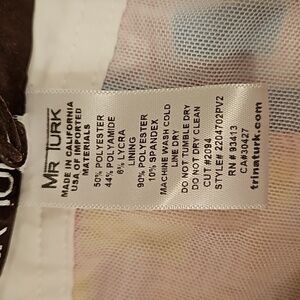 MR TURK
MADE IN CALIFORNIA
USA OF IMPORTED
MATERIALS
50% POLYESTER
44% POLYAMIDE
6% LYCRA
LINING
90% POLYESTER
10% SPANDEX
MACHINE WASH COLD
LINE DRY
DO NOT TUMBLE DRY
DO NOT DRY CLEAN
CUT #2094
STYLE# 2204702PV2
RN # 93413
CA#30427
trinaturk.com